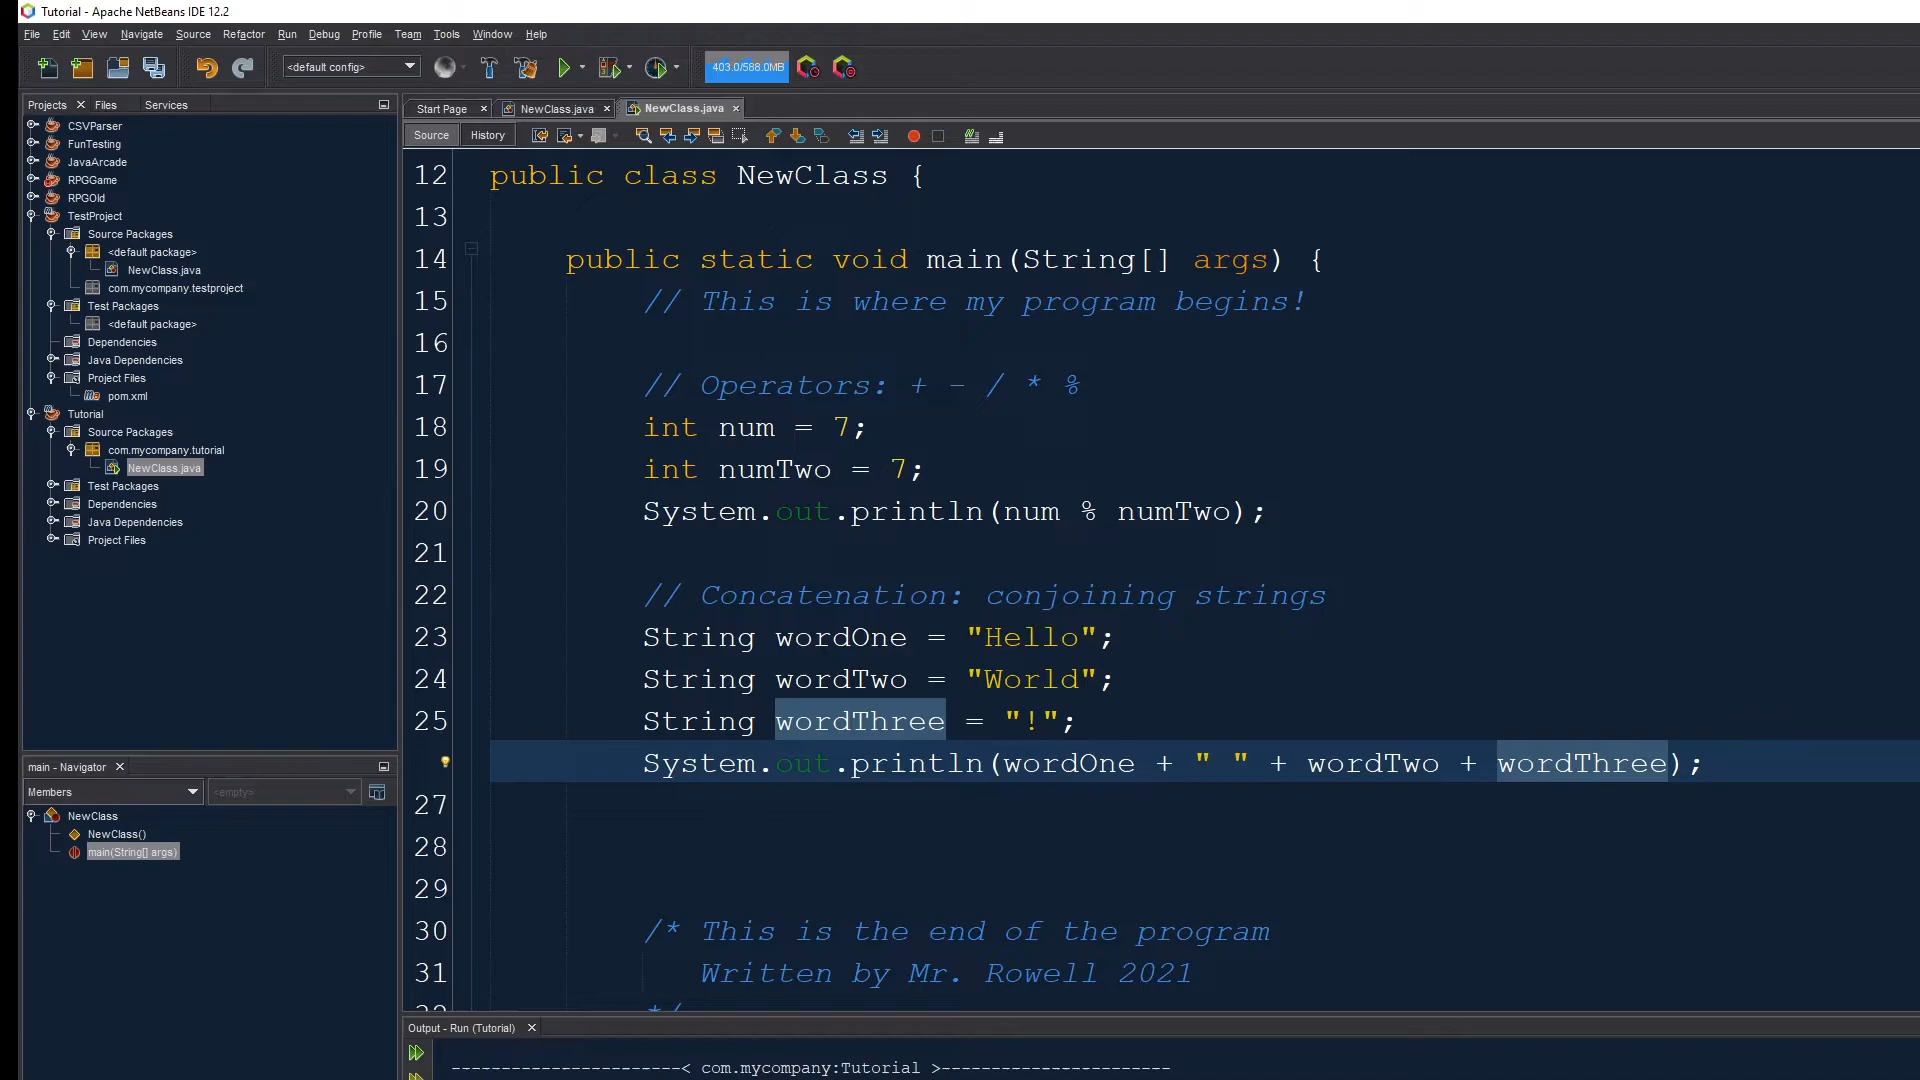 Tutorial - Apache NetBeans IDE 12.2
File Edit View Navigate Source Refactor Run Debug Profile Team Tools Window Help
<default config>
403.0/588.0MB
Projects Files Services
CSVParser
FunTesting
JavaArcade
RPGGame
RPGOld
TestProject
Source Packages
<default package>
NewClass.java
com.mycompany.testproject
Test Packages
<default package>
Dependencies
Java Dependencies
Project Files
pom.xml
Tutorial
Source Packages
com.mycompany.tutorial
NewClass.java
Test Packages
Dependencies
Java Dependencies
Project Files
main - Navigator
Members <empty>
NewClass
NewClass()
main(String[] args)
Start Page NewClass.java NewClass.java
Source History
12 public class NewClass {
13
14 public static void main(String[] args) {
15 // This is where my program begins!
16
17 // Operators: + - / * %
18 int num = 7;
19 int numTwo = 7;
20 System.out.println(num % numTwo);
21
22 // Concatenation: conjoining strings
23 String wordOne = "Hello";
24 String wordTwo = "World";
25 String wordThree = "!";
System.out.println(wordOne + " " + wordTwo + wordThree);
27
28
29
30 /* This is the end of the program
31 Written by Mr. Rowell 2021
*/
Output - Run (Tutorial)
-----------------------< com.mycompany:Tutorial >-----------------------